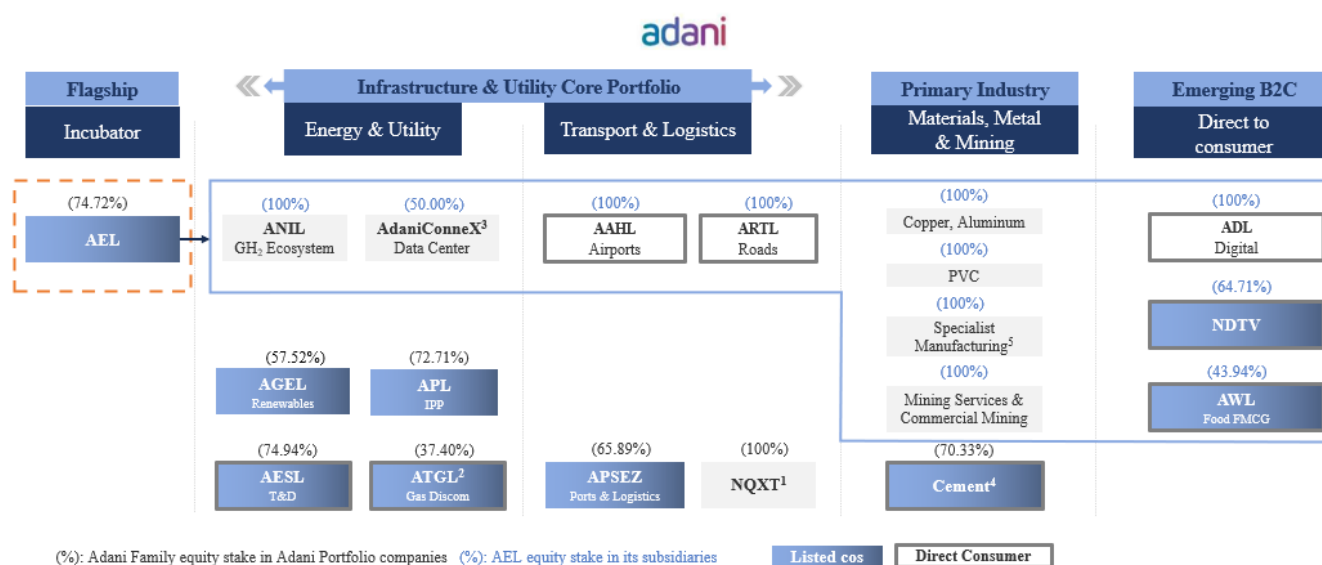 adani
Flagship
Infrastructure & Utility Core Portfolio
Primary Industry
Emerging B2C
Incubator
Energy & Utility
Transport & Logistics
Materials, Metal
& Mining
Direct to
consumer
(74.72%)
AEL
(100%)
ANIL
GH₂ Ecosystem
(50.00%)
AdaniConneX³
Data Center
(100%)
AAHL
Airports
(100%)
ARTL
Roads
(100%)
Copper, Aluminum
(100%)
PVC
(100%)
Specialist
Manufacturing⁵
(100%)
Mining Services &
Commercial Mining
(100%)
ADL
Digital
(64.71%)
NDTV
(43.94%)
AWL
Food FMCG
(57.52%)
AGEL
Renewables
(72.71%)
APL
IPP
(74.94%)
AESL
T&D
(37.40%)
ATGL²
Gas Discom
(65.89%)
APSEZ
Ports & Logistics
(100%)
NQXT¹
(70.33%)
Cement⁴
(%): Adani Family equity stake in Adani Portfolio companies
(%): AEL equity stake in its subsidiaries
Listed cos
Direct Consumer